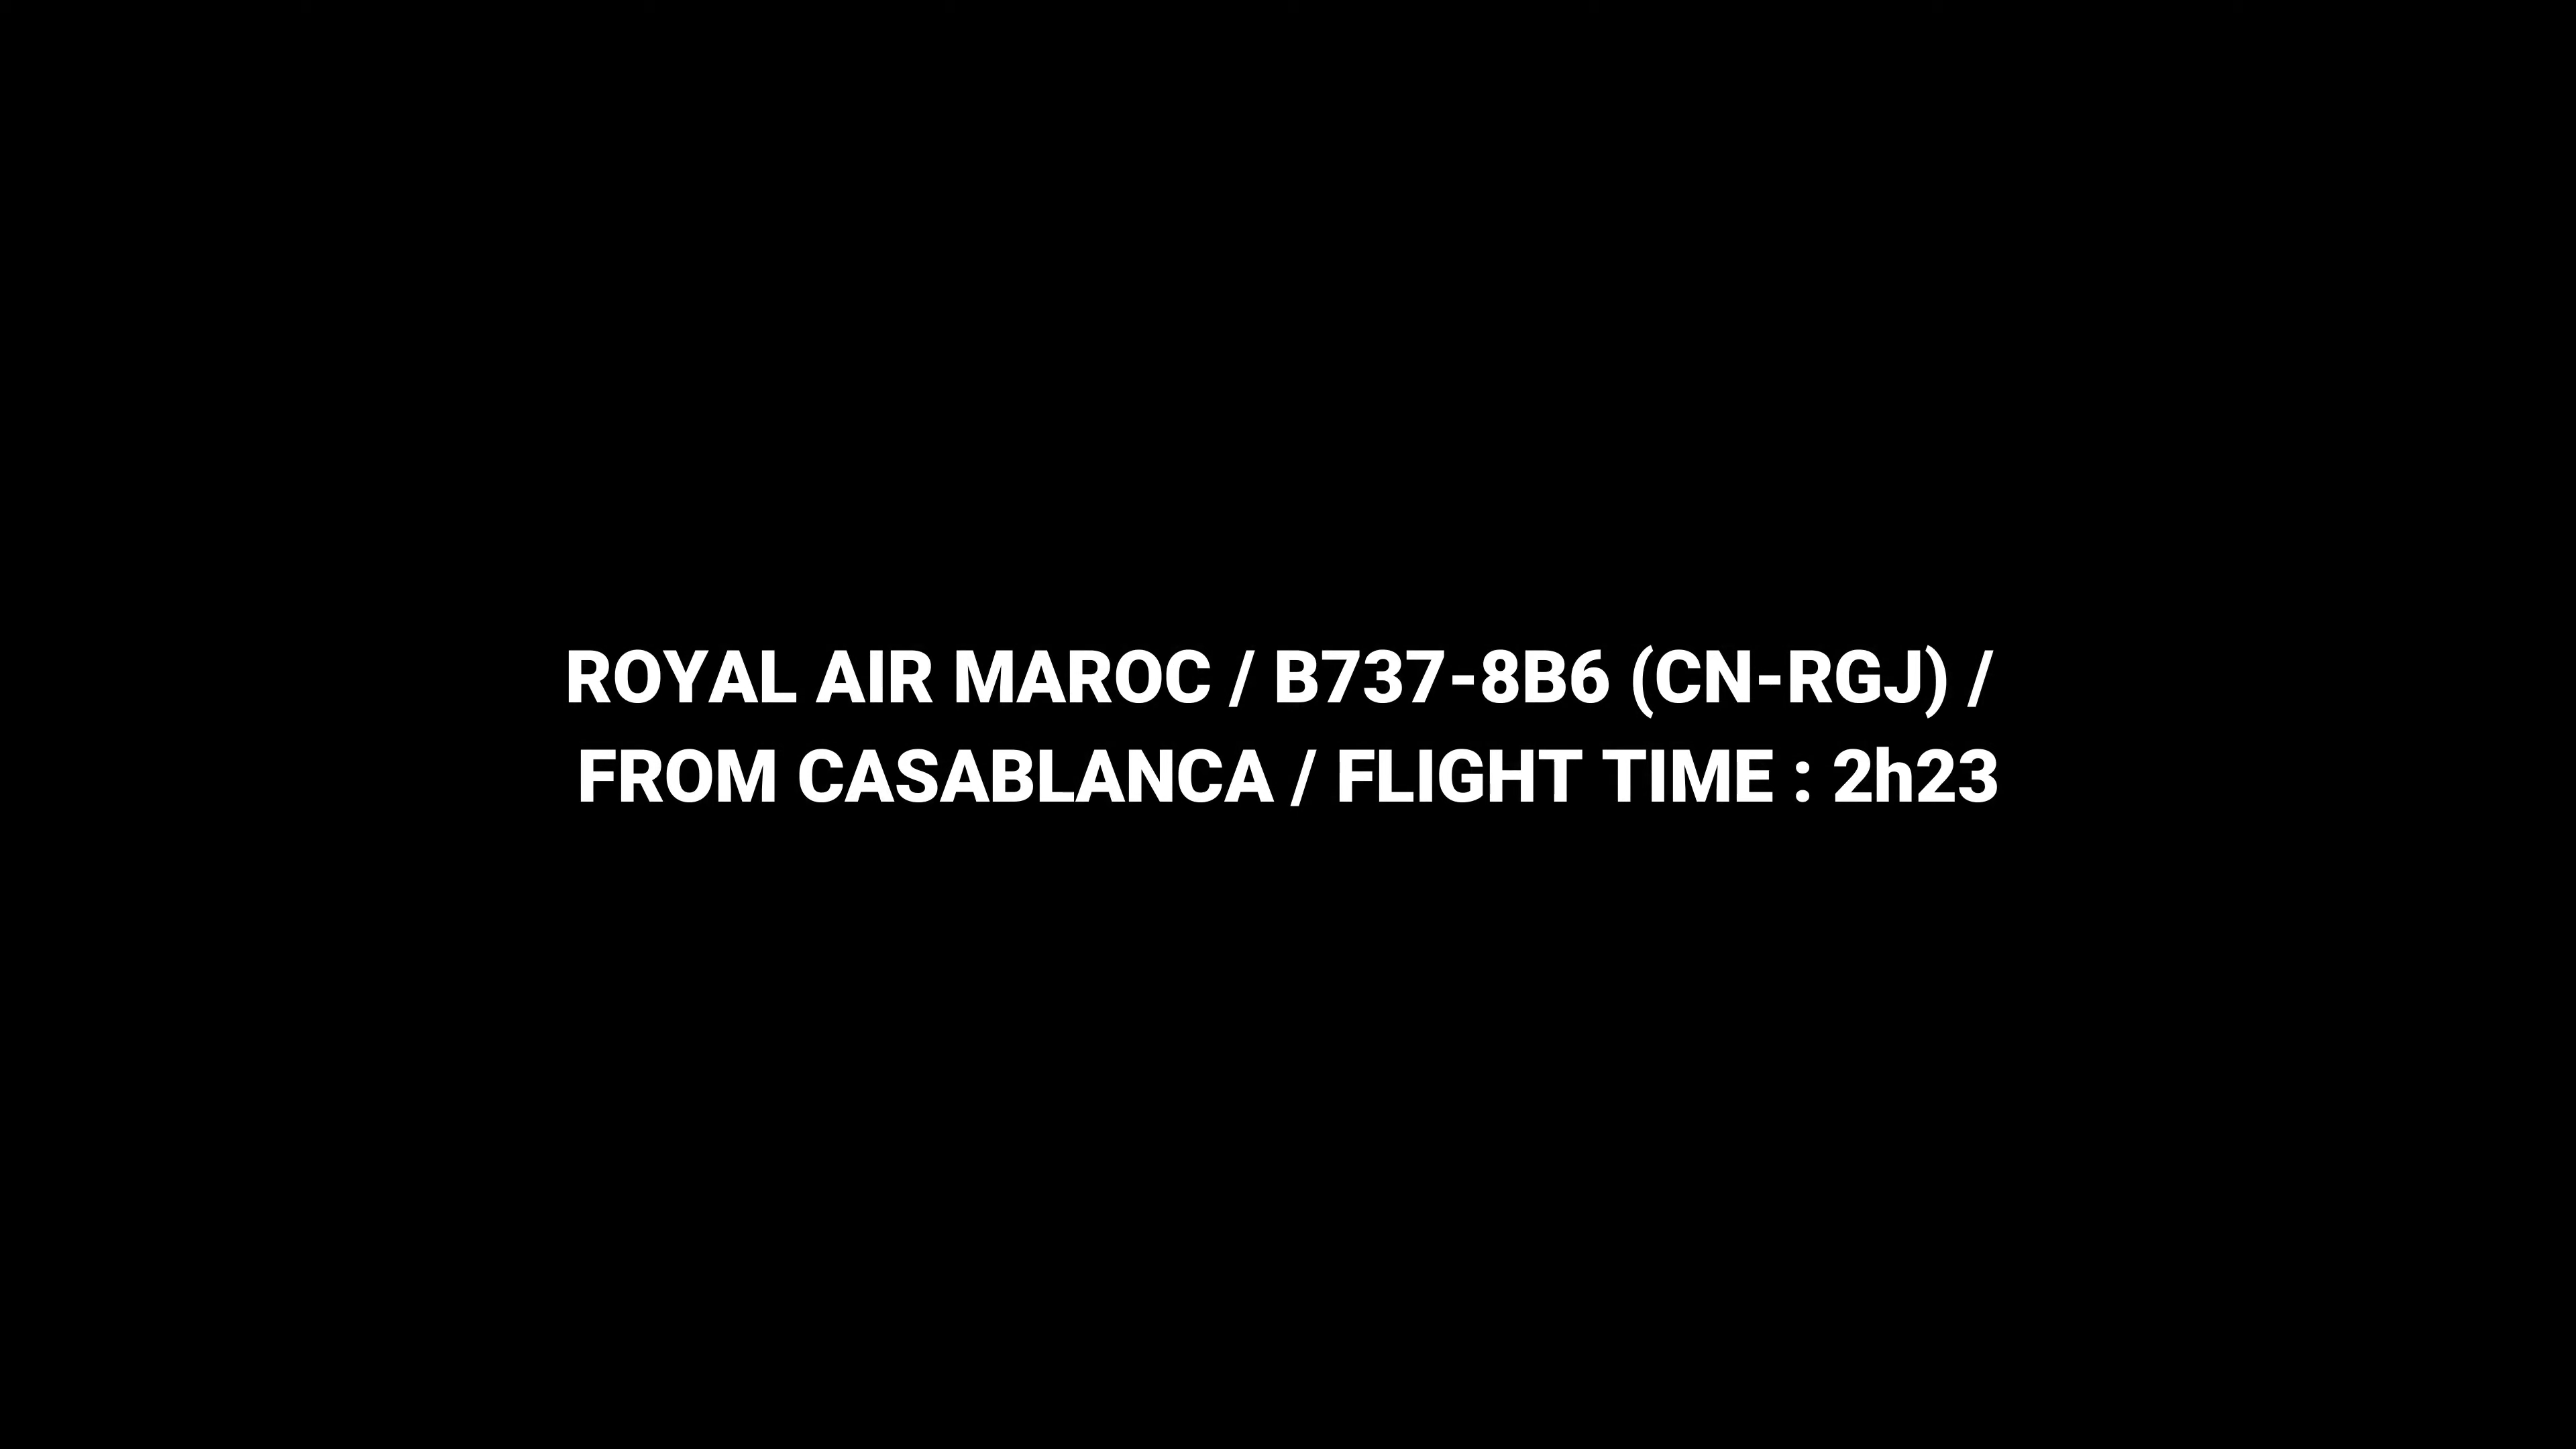 ROYAL AIR MAROC / B737-8B6 (CN-RGJ) /
FROM CASABLANCA / FLIGHT TIME : 2h23